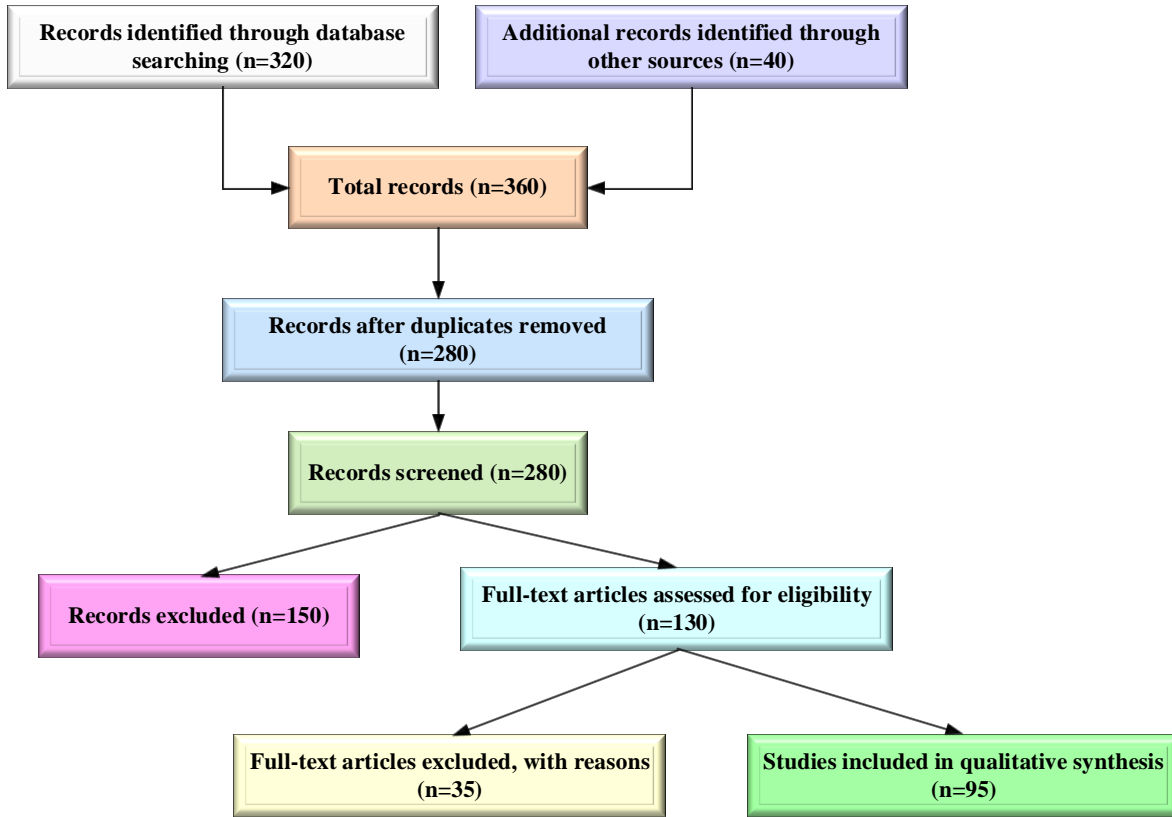 Records identified through database
searching (n=320)
Additional records identified through
other sources (n=40)
Total records (n=360)
Records after duplicates removed
(n=280)
Records screened (n=280)
Records excluded (n=150)
Full-text articles assessed for eligibility
(n=130)
Full-text articles excluded, with reasons
(n=35)
Studies included in qualitative synthesis
(n=95)